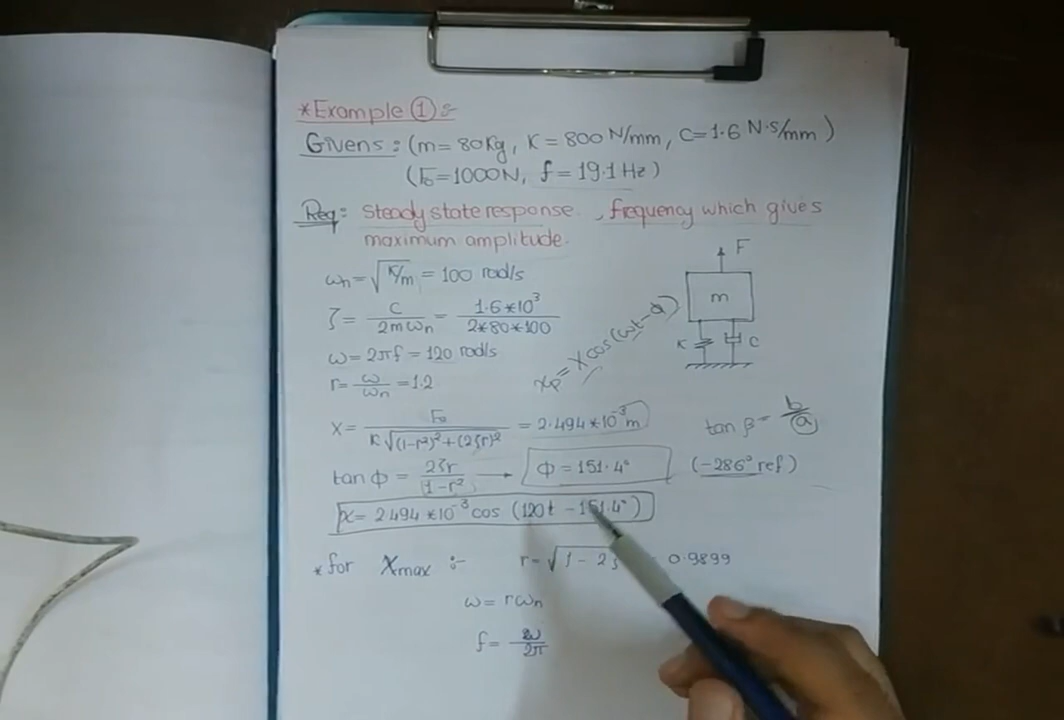 *Example ① :-
Givens : (m = 80 Kg, K = 800 N/mm, C = 1.6 N.S/mm)
(F₀ = 1000 N, f = 19.1 Hz)
Req: Steady state response , frequency which gives
maximum amplitude.
ωn = √K/m = 100 rad/s
ζ = C / 2mωn = 1.6*10³ / 2*80*100
ω = 2πf = 120 rad/s
r = ω/ωn = 1.2
F
m
K
C
xp = X cos(ωt-α)
X = F₀ / K√(1-r²)²+(2ζr)² = 2.494*10⁻³ m
tan β = b/a
tan Φ = 2ζr / 1-r² → Φ = 151.4° (-28.6° ref)
x = 2.494*10⁻³ cos (120t - 151.4°)
* for Xmax :- r = √1 - 2ζ 0.9899
ω = rωn
f = ω / 2π